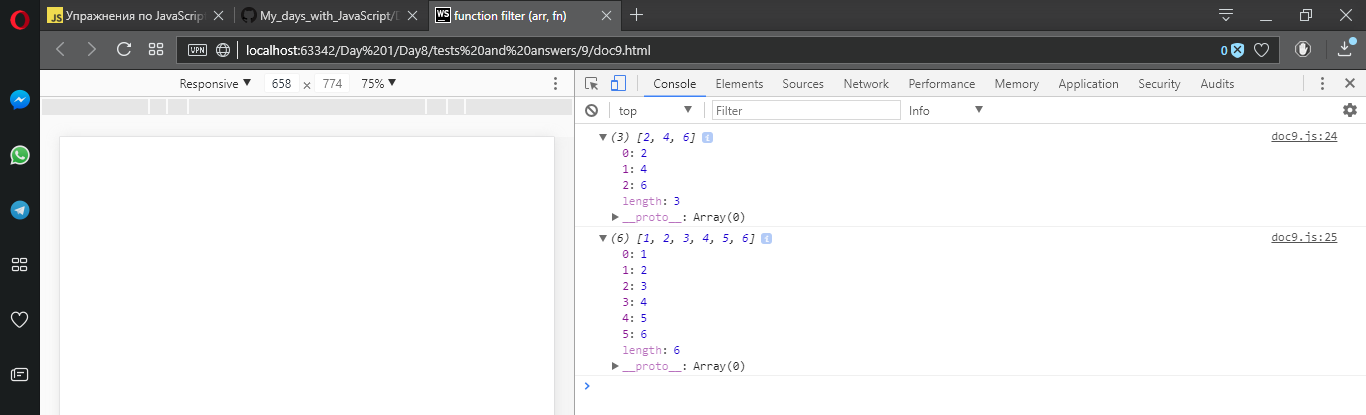 JS Упражнения по JavaScript
My_days_with_JavaScript/D
WS function filter (arr, fn)
VPN localhost:63342/Day%201/Day8/tests%20and%20answers/9/doc9.html 0
Responsive ▼ 658 × 774 75% ▼
Console Elements Sources Network Performance Memory Application Security Audits
top ▼ Filter Info ▼
▼ (3) [2, 4, 6] i doc9.js:24
0: 2
1: 4
2: 6
length: 3
▶ __proto__: Array(0)
▼ (6) [1, 2, 3, 4, 5, 6] i doc9.js:25
0: 1
1: 2
2: 3
3: 4
4: 5
5: 6
length: 6
▶ __proto__: Array(0)
>